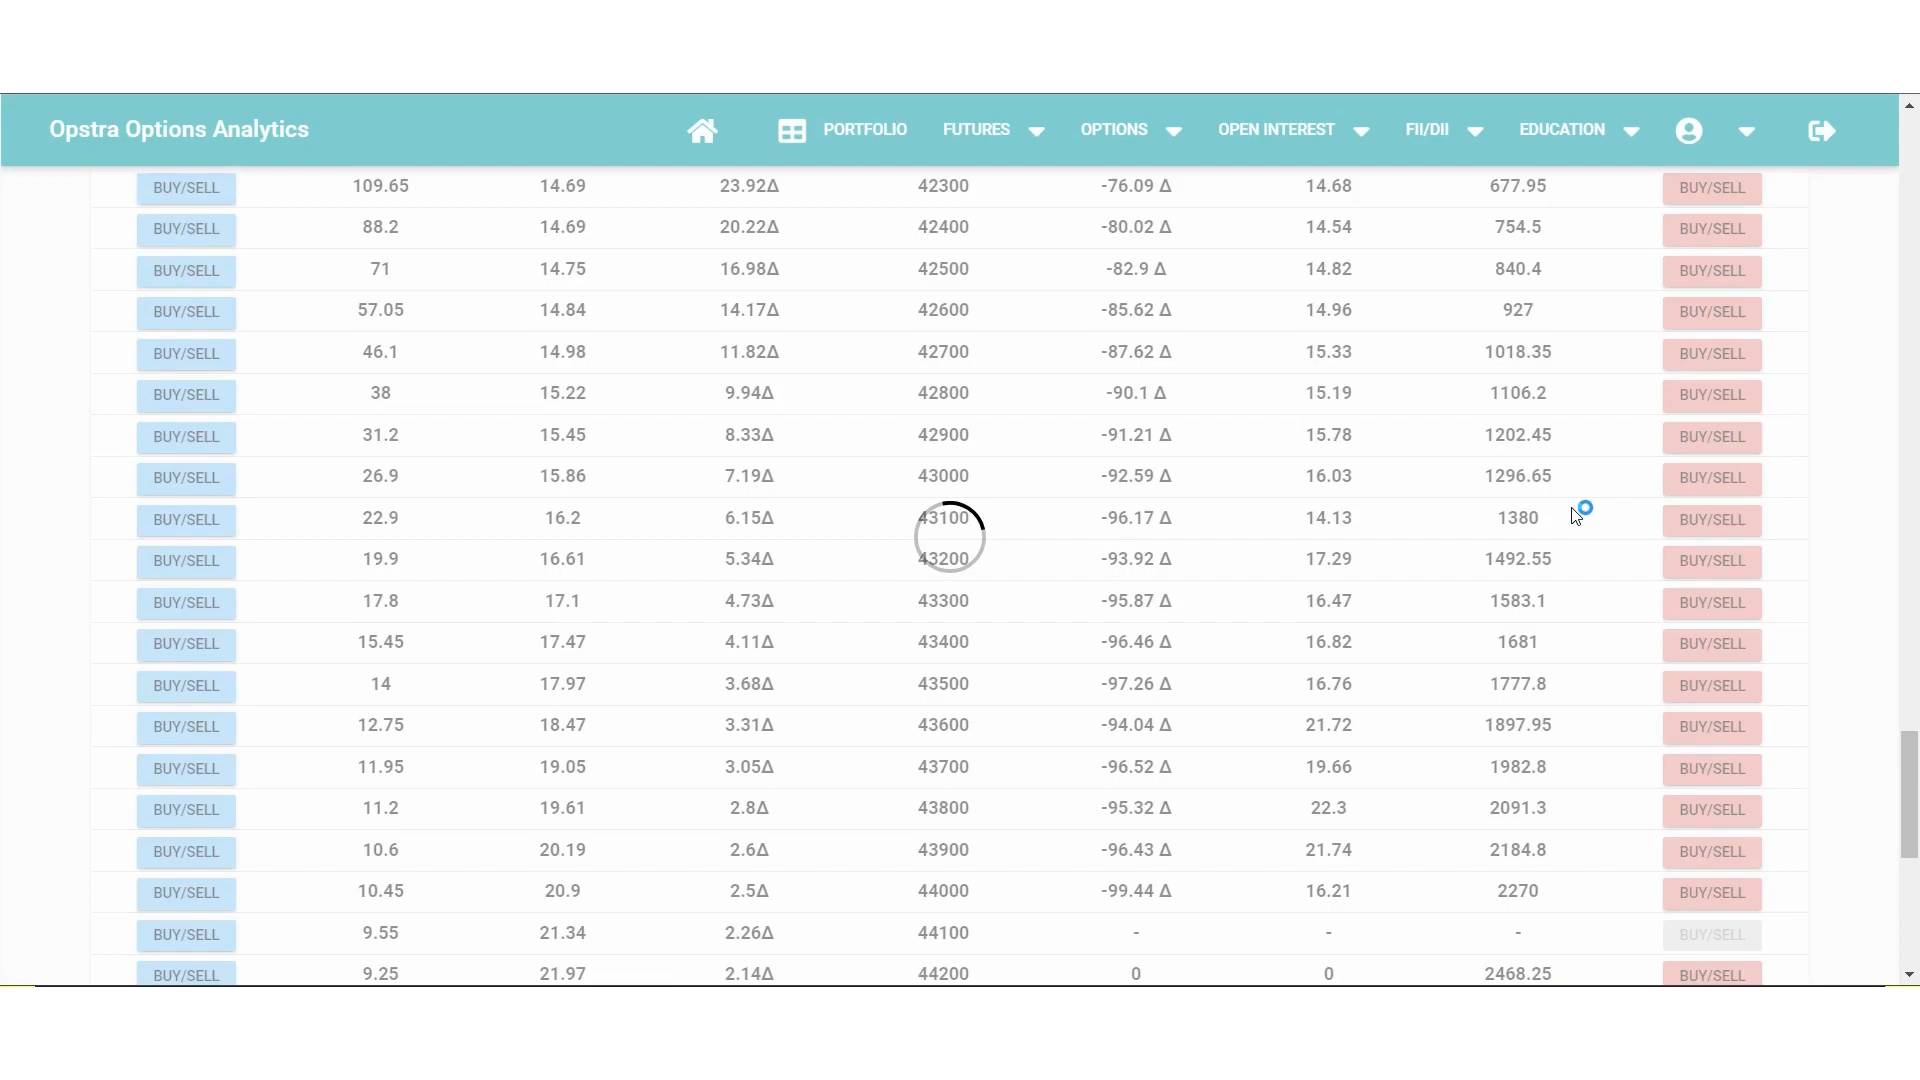 Opstra Options Analytics PORTFOLIO FUTURES OPTIONS OPEN INTEREST FII/DII EDUCATION
BUY/SELL 109.65 14.69 23.92Δ 42300 -76.09 Δ 14.68 677.95 BUY/SELL
BUY/SELL 88.2 14.69 20.22Δ 42400 -80.02 Δ 14.54 754.5 BUY/SELL
BUY/SELL 71 14.75 16.98Δ 42500 -82.9 Δ 14.82 840.4 BUY/SELL
BUY/SELL 57.05 14.84 14.17Δ 42600 -85.62 Δ 14.96 927 BUY/SELL
BUY/SELL 46.1 14.98 11.82Δ 42700 -87.62 Δ 15.33 1018.35 BUY/SELL
BUY/SELL 38 15.22 9.94Δ 42800 -90.1 Δ 15.19 1106.2 BUY/SELL
BUY/SELL 31.2 15.45 8.33Δ 42900 -91.21 Δ 15.78 1202.45 BUY/SELL
BUY/SELL 26.9 15.86 7.19Δ 43000 -92.59 Δ 16.03 1296.65 BUY/SELL
BUY/SELL 22.9 16.2 6.15Δ 43100 -96.17 Δ 14.13 1380 BUY/SELL
BUY/SELL 19.9 16.61 5.34Δ 43200 -93.92 Δ 17.29 1492.55 BUY/SELL
BUY/SELL 17.8 17.1 4.73Δ 43300 -95.87 Δ 16.47 1583.1 BUY/SELL
BUY/SELL 15.45 17.47 4.11Δ 43400 -96.46 Δ 16.82 1681 BUY/SELL
BUY/SELL 14 17.97 3.68Δ 43500 -97.26 Δ 16.76 1777.8 BUY/SELL
BUY/SELL 12.75 18.47 3.31Δ 43600 -94.04 Δ 21.72 1897.95 BUY/SELL
BUY/SELL 11.95 19.05 3.05Δ 43700 -96.52 Δ 19.66 1982.8 BUY/SELL
BUY/SELL 11.2 19.61 2.8Δ 43800 -95.32 Δ 22.3 2091.3 BUY/SELL
BUY/SELL 10.6 20.19 2.6Δ 43900 -96.43 Δ 21.74 2184.8 BUY/SELL
BUY/SELL 10.45 20.9 2.5Δ 44000 -99.44 Δ 16.21 2270 BUY/SELL
BUY/SELL 9.55 21.34 2.26Δ 44100 - - - BUY/SELL
BUY/SELL 9.25 21.97 2.14Δ 44200 0 0 2468.25 BUY/SELL